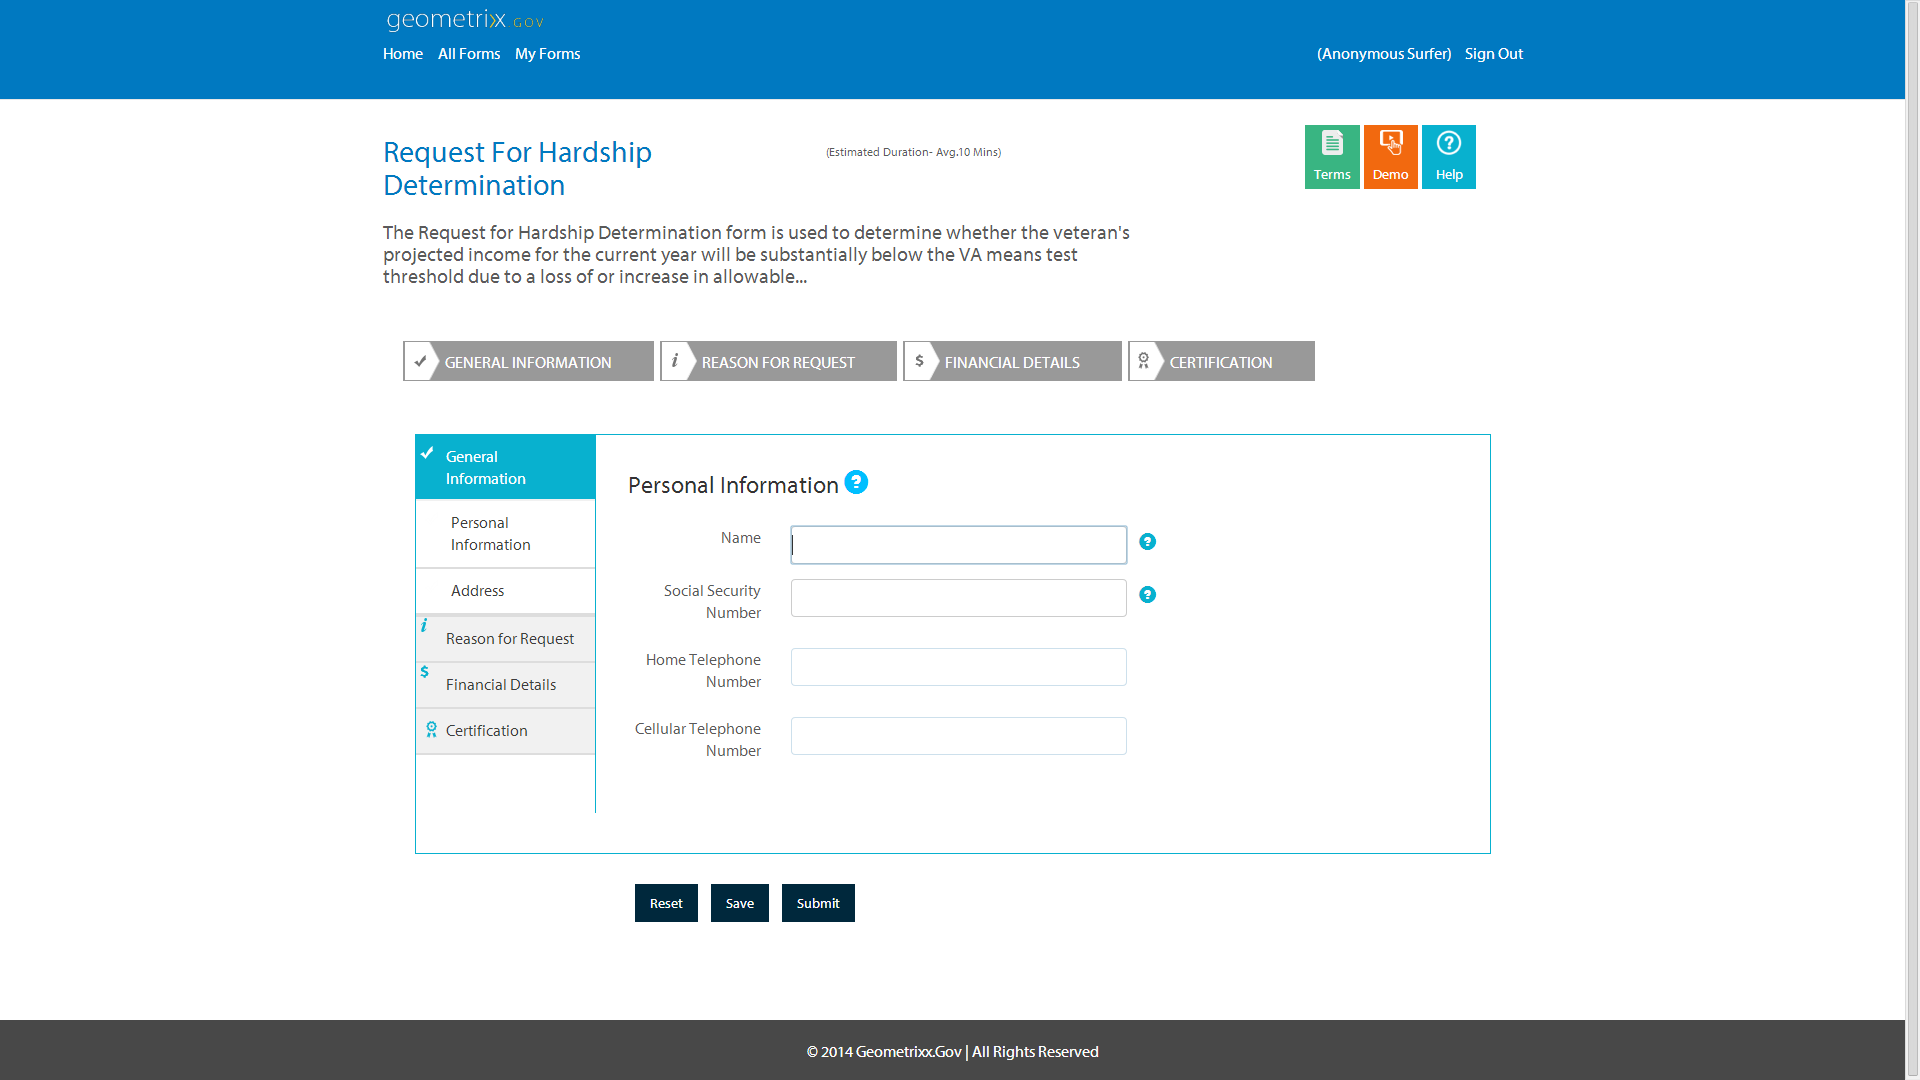 geometrixx GOV
Home All Forms My Forms
(Anonymous Surfer) Sign Out
Request For Hardship
Determination
(Estimated Duration- Avg.10 Mins)
Terms
Demo
Help
The Request for Hardship Determination form is used to determine whether the veteran's
projected income for the current year will be substantially below the VA means test
threshold due to a loss of or increase in allowable...
GENERAL INFORMATION
REASON FOR REQUEST
FINANCIAL DETAILS
CERTIFICATION
General
Information
Personal
Information
Address
Reason for Request
Financial Details
Certification
Personal Information
Name
Social Security
Number
Home Telephone
Number
Cellular Telephone
Number
Reset
Save
Submit
© 2014 Geometrixx.Gov | All Rights Reserved